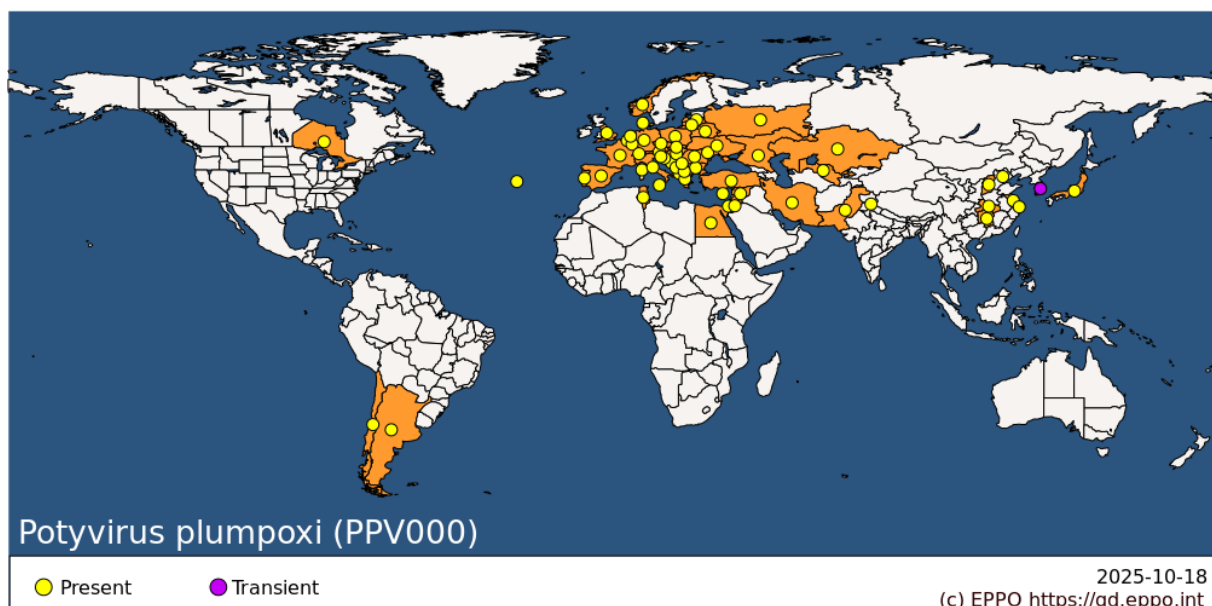 Potyvirus plumpoxi (PPV000)
Present
Transient
2025-10-18
(c) EPPO https://gd.eppo.int